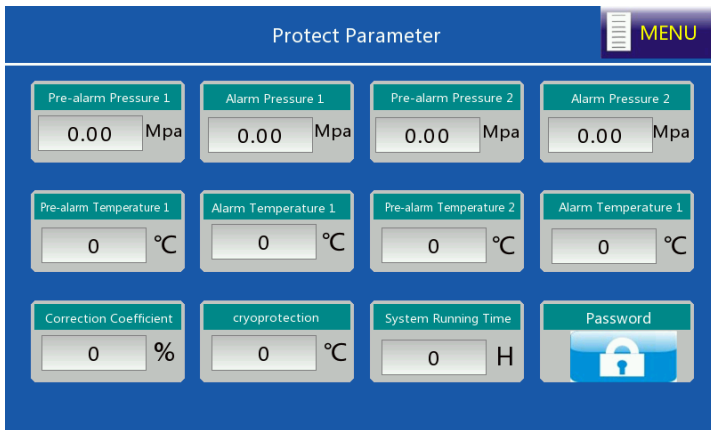 Protect Parameter
MENU
Pre-alarm Pressure 1
0.00 Mpa
Alarm Pressure 1
0.00 Mpa
Pre-alarm Pressure 2
0.00 Mpa
Alarm Pressure 2
0.00 Mpa
Pre-alarm Temperature 1
0 ℃
Alarm Temperature 1
0 ℃
Pre-alarm Temperature 2
0 ℃
Alarm Temperature 1
0 ℃
Correction Coefficient
0 %
cryoprotection
0 ℃
System Running Time
0 H
Password